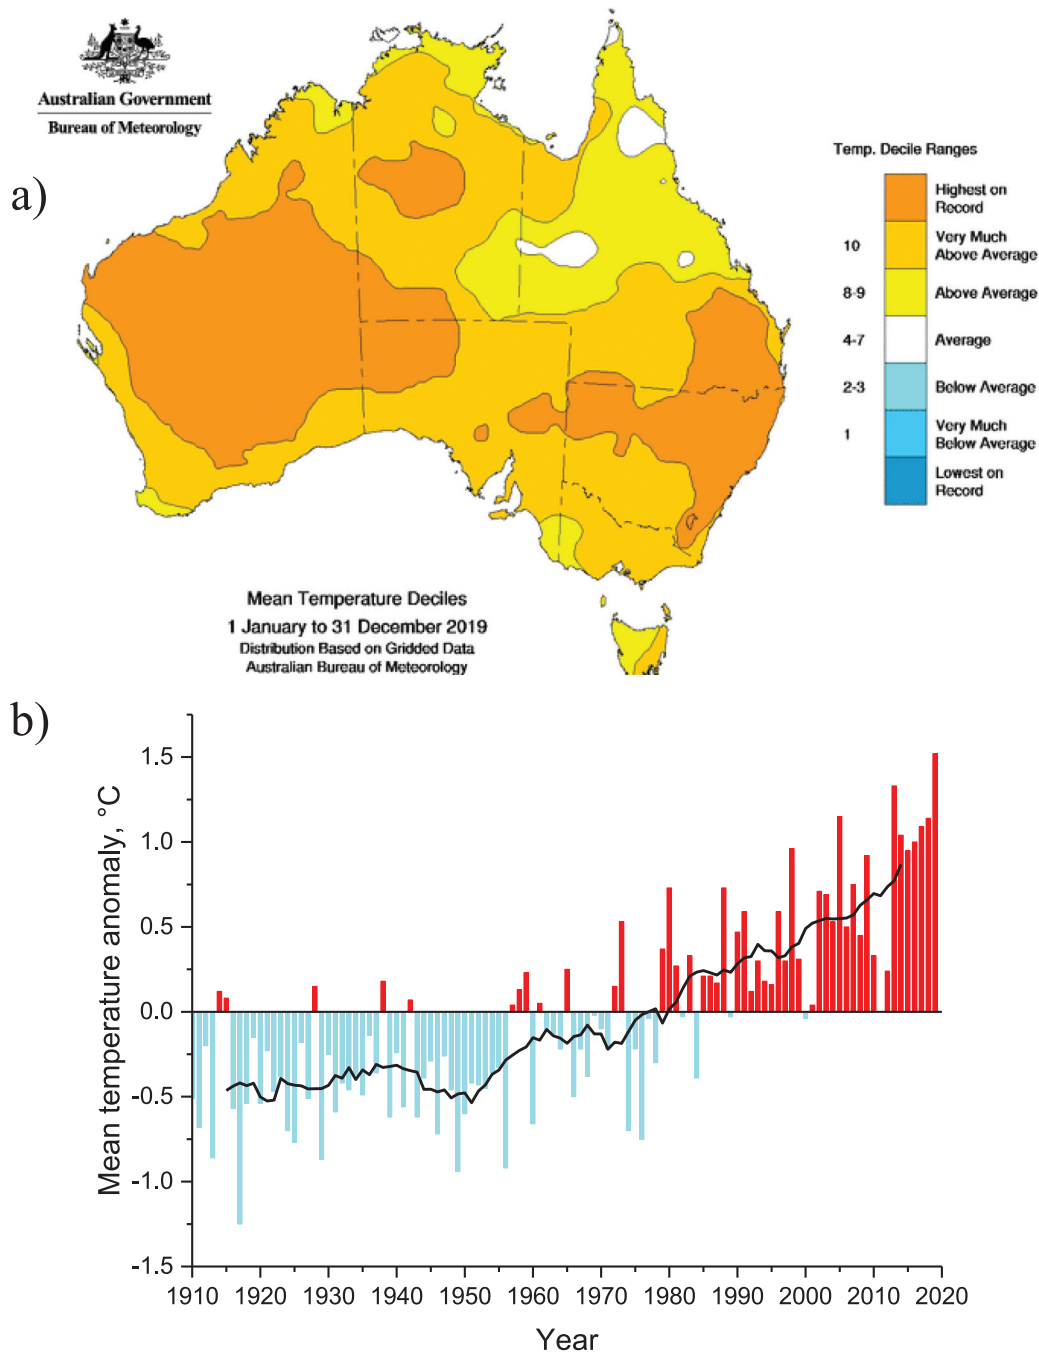 Australian Government
Bureau of Meteorology
a)
Temp. Decile Ranges
Highest on
Record
10
Very Much
Above Average
8-9
Above Average
4-7
Average
2-3
Below Average
1
Very Much
Below Average
Lowest on
Record
Mean Temperature Deciles
1 January to 31 December 2019
Distribution Based on Gridded Data
Australian Bureau of Meteorology
b)
Mean temperature anomaly, °C
1.5
1.0
0.5
0.0
-0.5
-1.0
-1.5
1910 1920 1930 1940 1950 1960 1970 1980 1990 2000 2010 2020
Year